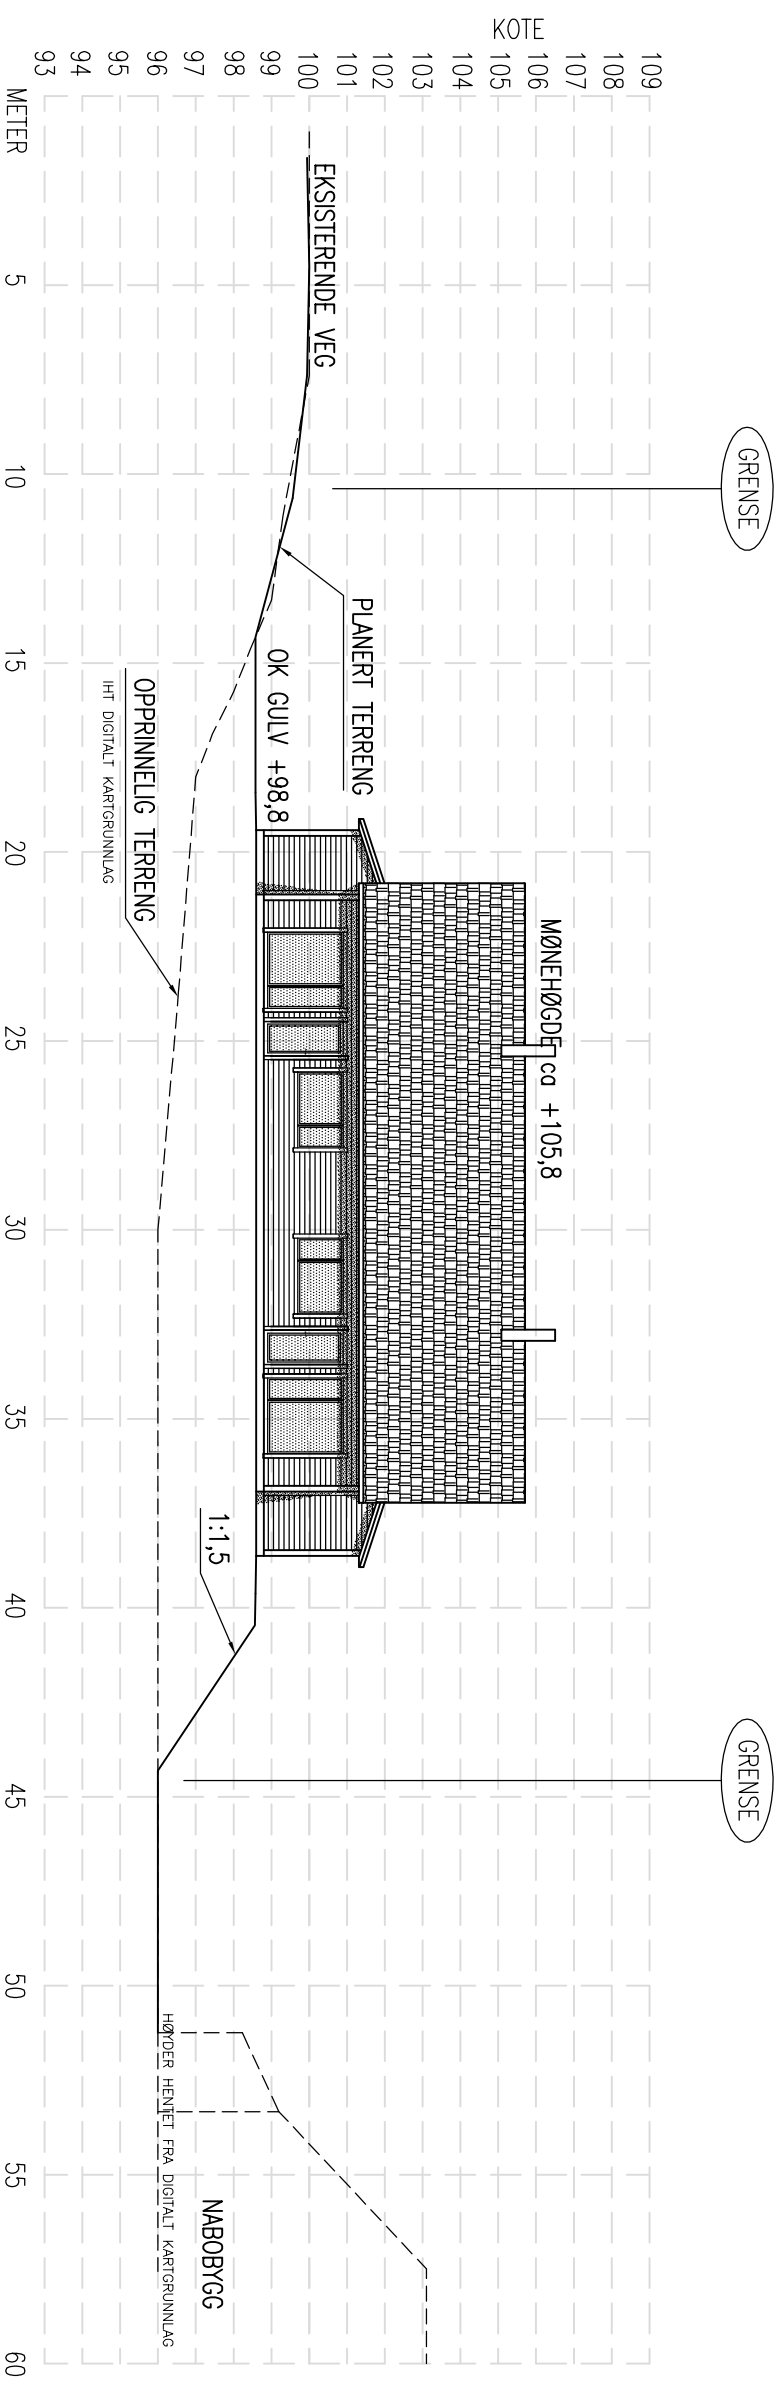 GRENSE
GRENSE
KOTE
109
108
107
106
105
104
103
102
101
100
99
98
97
96
95
94
93
METER
5
10
15
20
25
30
35
40
45
50
55
60
MØNEHØGDE ca +105,8
PLANERT TERRENG
EKSISTERENDE VEG
OK GULV +98,8
1:1,5
NABOBYGG
HØYDER HENTET FRA DIGITALT KARTGRUNNLAG
OPPRINNELIG TERRENG
IHT DIGITALT KARTGRUNNLAG